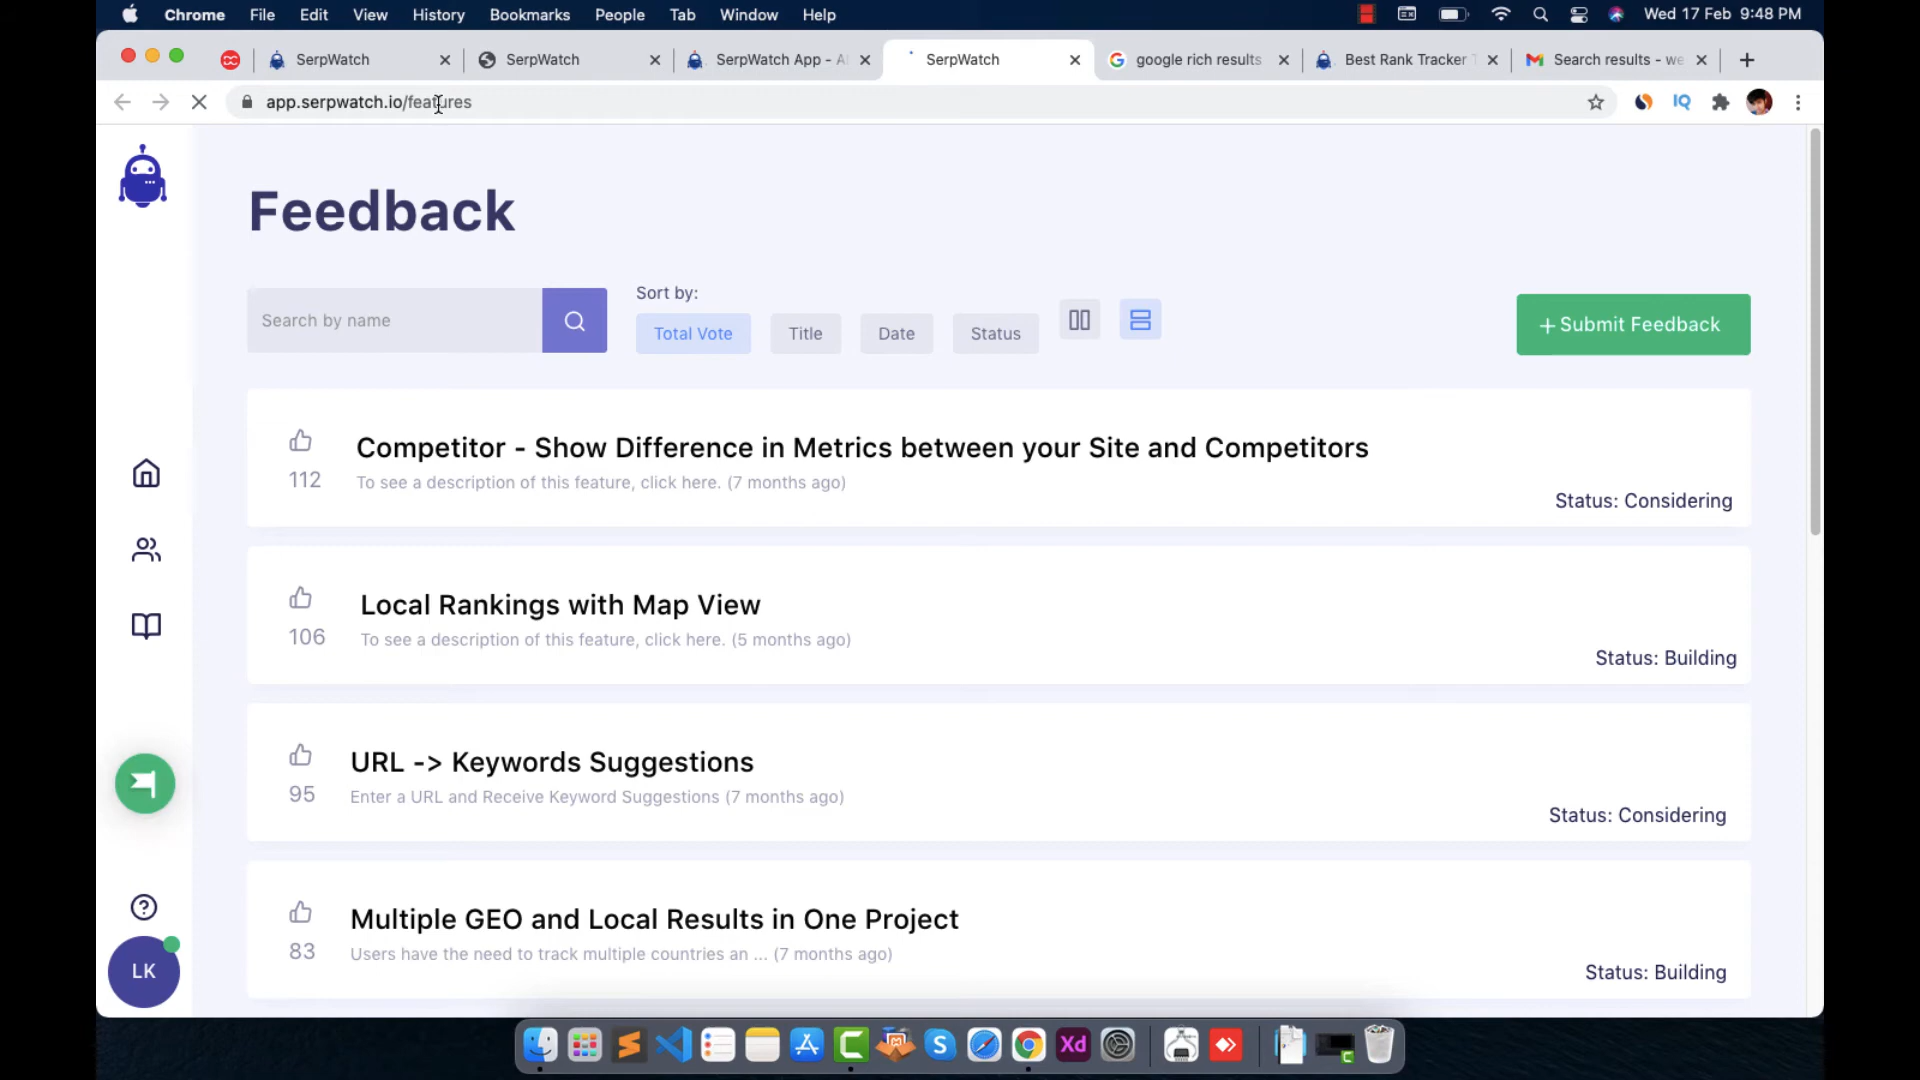 Chrome File Edit View History Bookmarks People Tab Window Help Wed 17 Feb 9:48 PM
SerpWatch SerpWatch SerpWatch App - A SerpWatch google rich results Best Rank Tracker T Search results - we
app.serpwatch.io/features IQ
Feedback
Sort by:
Search by name Total Vote Title Date Status + Submit Feedback
Competitor - Show Difference in Metrics between your Site and Competitors
112 To see a description of this feature, click here. (7 months ago)
Status: Considering
Local Rankings with Map View
106 To see a description of this feature, click here. (5 months ago)
Status: Building
URL -> Keywords Suggestions
95 Enter a URL and Receive Keyword Suggestions (7 months ago)
Status: Considering
Multiple GEO and Local Results in One Project
83 Users have the need to track multiple countries an ... (7 months ago)
LK Status: Building
Xd